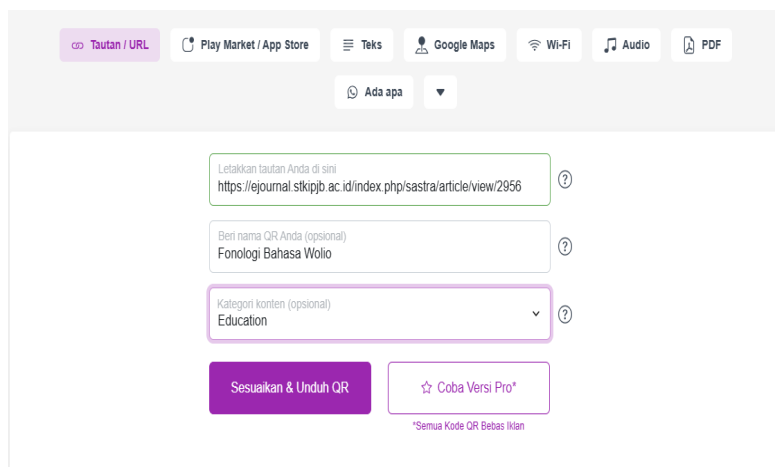 Tautan / URL
Play Market / App Store
Teks
Google Maps
Wi-Fi
Audio
PDF
Ada apa
Letakkan tautan Anda di sini
https://ejournal.stkipjb.ac.id/index.php/sastra/article/view/2956
?
Beri nama QR Anda (opsional)
Fonologi Bahasa Wolio
?
Kategori konten (opsional)
Education
?
Sesuaikan & Unduh QR
Coba Versi Pro*
*Semua Kode QR Bebas Iklan